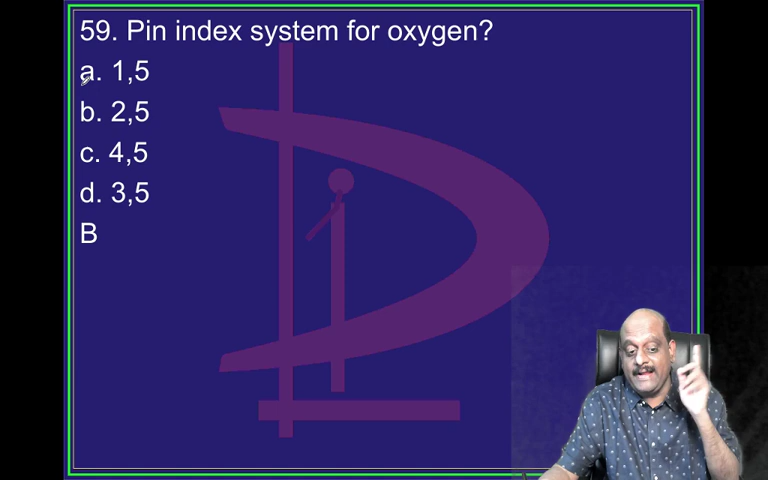 59. Pin index system for oxygen?
a. 1,5
b. 2,5
c. 4,5
d. 3,5
B